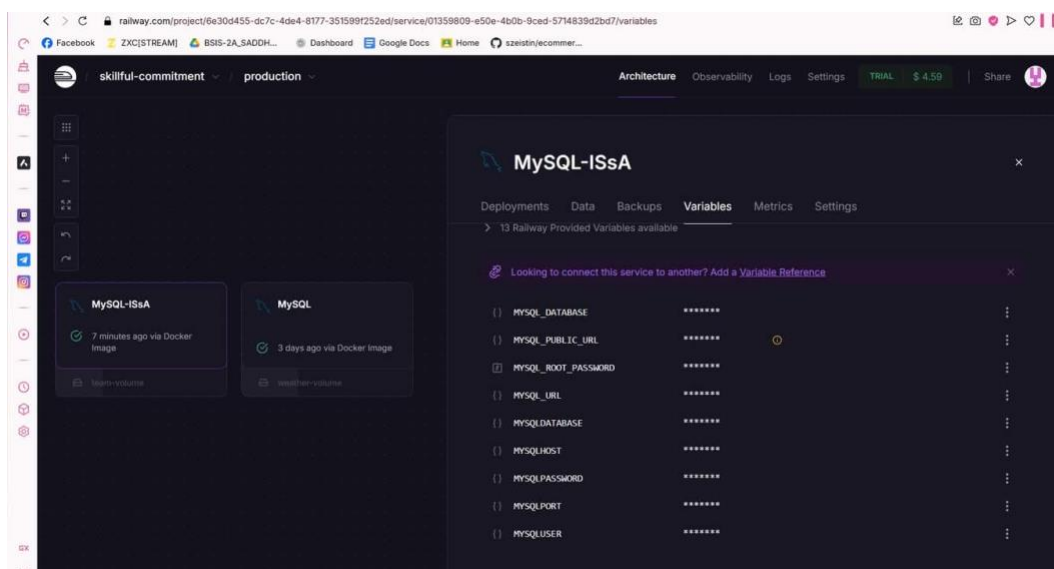 railway.com/project/6e30d455-dc7c-4de4-8177-351599f252ed/service/01359809-e50e-4b0b-9ced-5714839d2bd7/variables
Facebook ZXC[STREAM] BSIS-2A_SADDH... Dashboard Google Docs Home szeistin/ecommer...
skillful-commitment / production Architecture Observability Logs Settings TRIAL $ 4.59 Share
MySQL-ISsA
Deployments Data Backups Variables Metrics Settings
13 Railway Provided Variables available
Looking to connect this service to another? Add a Variable Reference
MySQL-ISsA
7 minutes ago via Docker
Image
MySQL
3 days ago via Docker Image
MYSQL_DATABASE *******
MYSQL_PUBLIC_URL *******
MYSQL_ROOT_PASSWORD *******
MYSQL_URL *******
MYSQLDATABASE *******
MYSQLHOST *******
MYSQLPASSWORD *******
MYSQLPORT *******
MYSQLUSER *******
GX